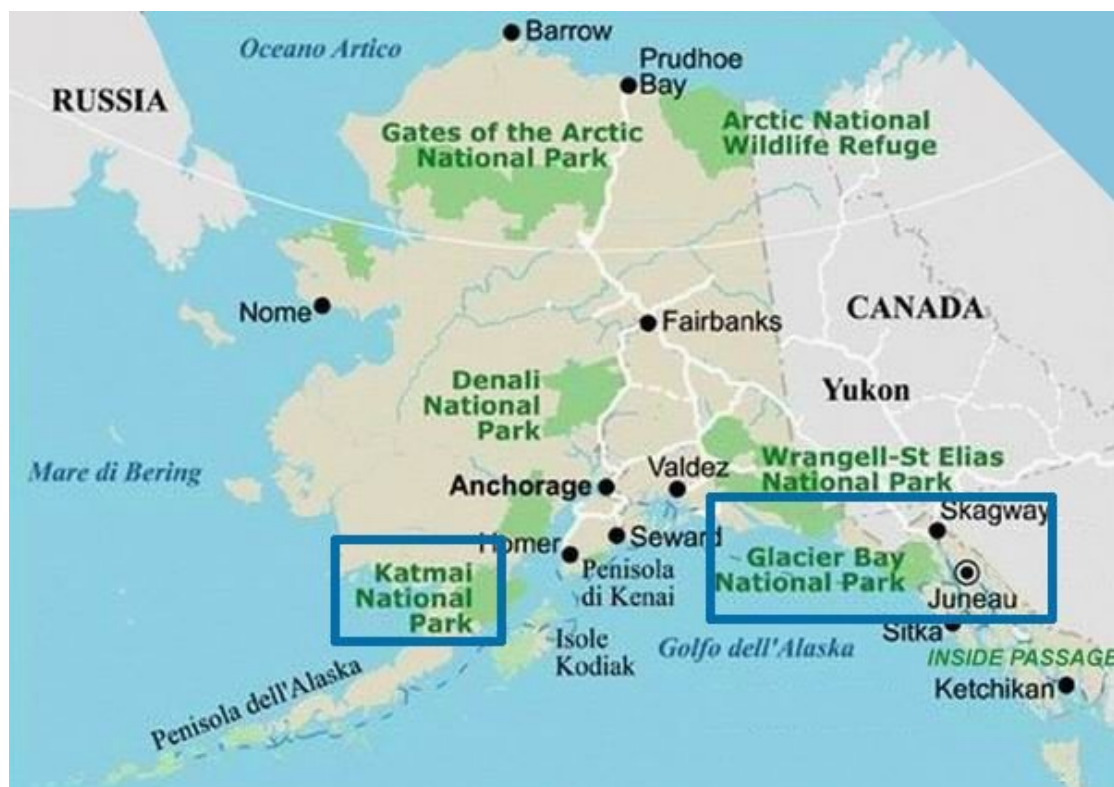 Barrow
Oceano Artico
Prudhoe
Bay
RUSSIA
Gates of the Arctic
National Park
Arctic National
Wildlife Refuge
Nome
Fairbanks
CANADA
Yukon
Denali
National
Park
Mare di Bering
Anchorage
Valdez
Wrangell-St Elias
National Park
Skagway
Homer
Seward
Katmai
National
Park
Penisola
di Kenai
Glacier Bay
National Park
Juneau
Sitka
Isole
Kodiak
Golfo dell'Alaska
INSIDE PASSAGE
Ketchikan
Penisola dell'Alaska